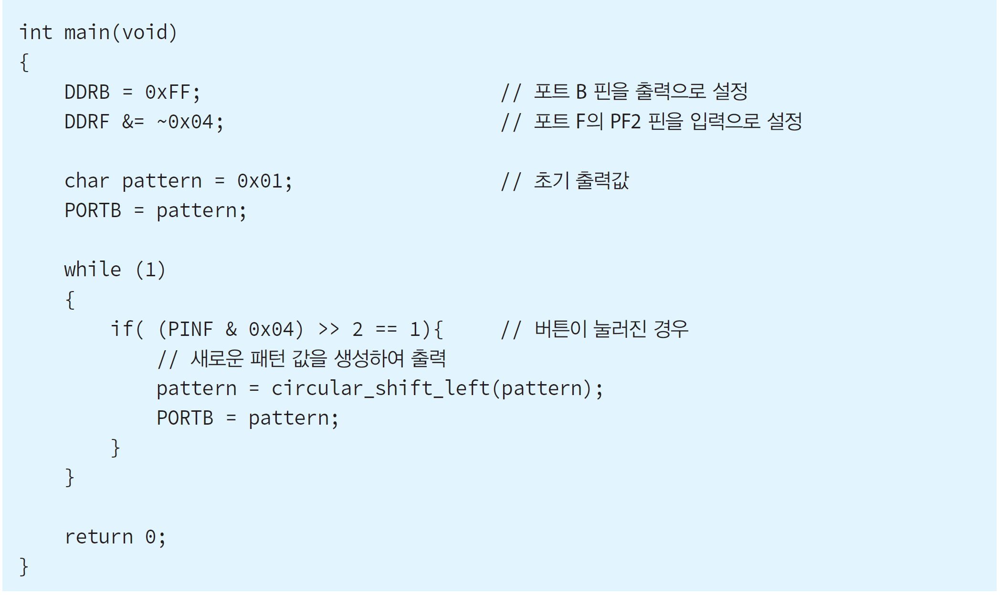 int main(void)
{
    DDRB = 0xFF;                          // 포트 B 핀을 출력으로 설정
    DDRF &= ~0x04;                        // 포트 F의 PF2 핀을 입력으로 설정

    char pattern = 0x01;                  // 초기 출력값
    PORTB = pattern;

    while (1)
    {
        if( (PINF & 0x04) >> 2 == 1){     // 버튼이 눌러진 경우
            // 새로운 패턴 값을 생성하여 출력
            pattern = circular_shift_left(pattern);
            PORTB = pattern;
        }
    }

    return 0;
}